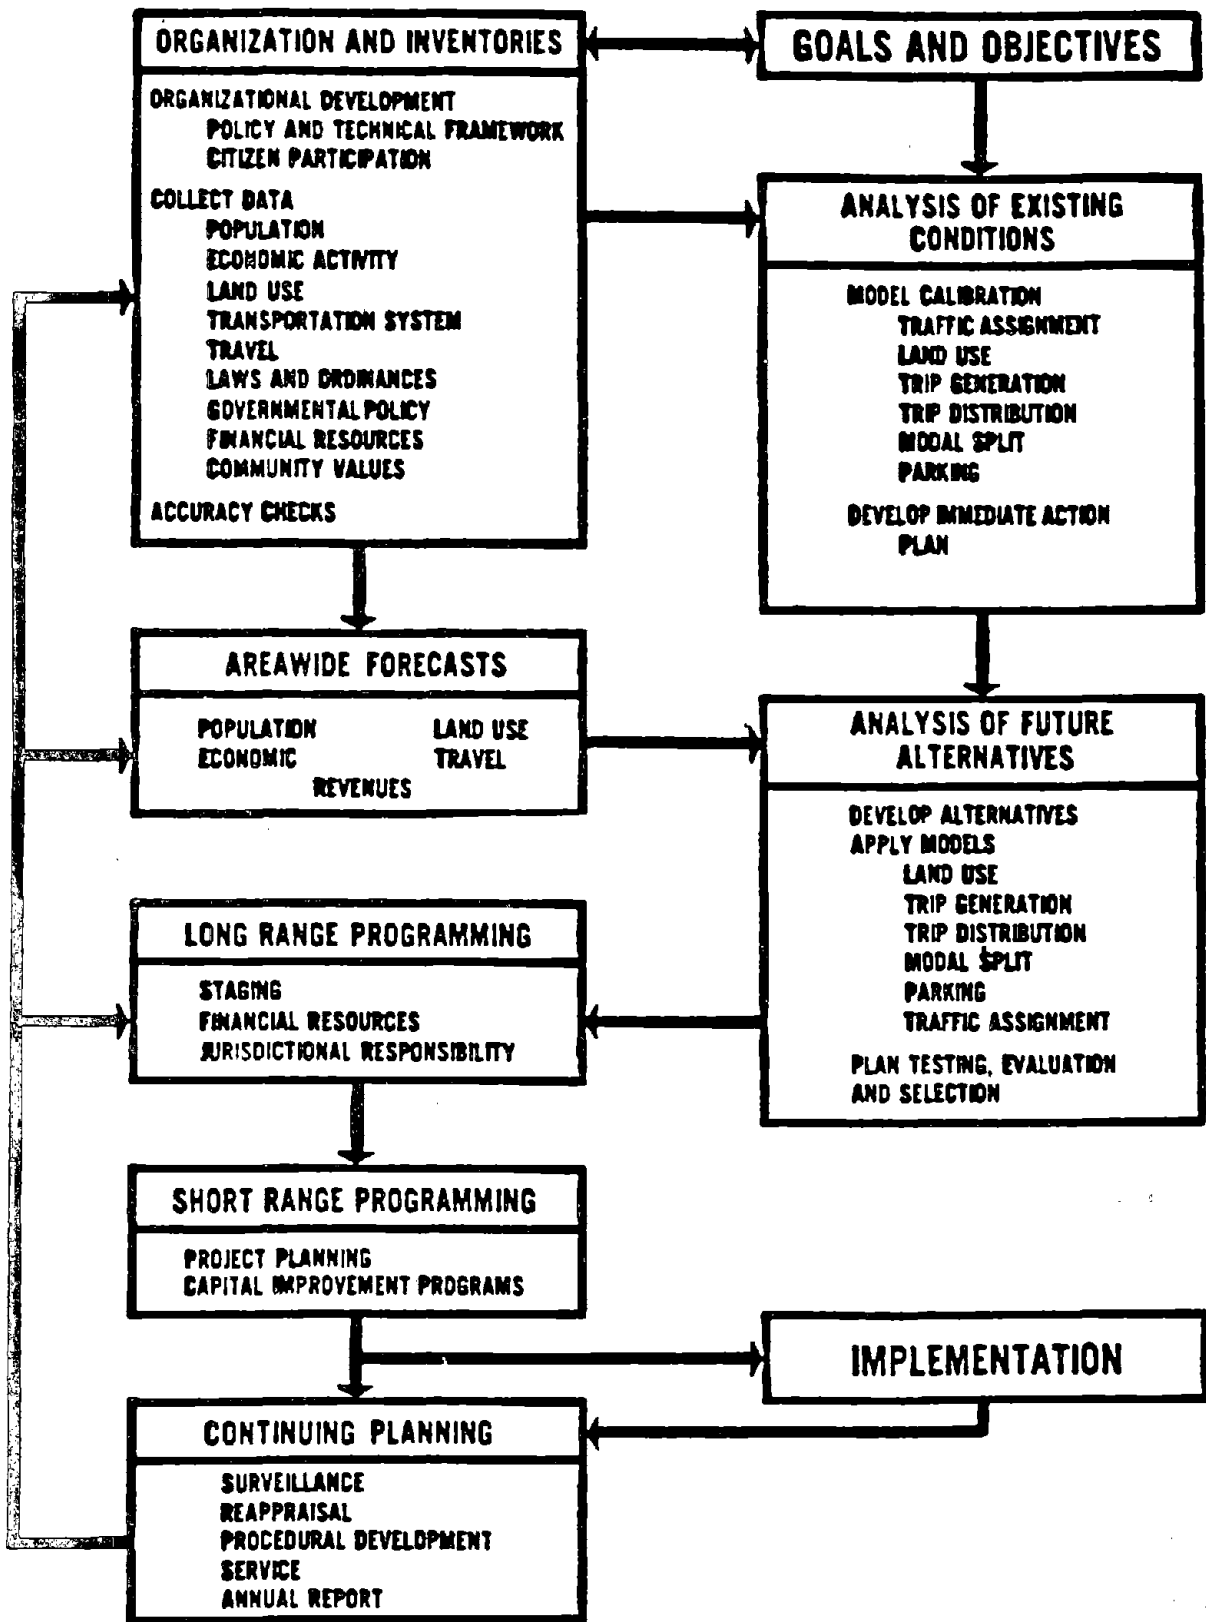 ORGANIZATION AND INVENTORIES
ORGANIZATIONAL DEVELOPMENT
POLICY AND TECHNICAL FRAMEWORK
CITIZEN PARTICIPATION
COLLECT DATA
POPULATION
ECONOMIC ACTIVITY
LAND USE
TRANSPORTATION SYSTEM
TRAVEL
LAWS AND ORDINANCES
GOVERNMENTAL POLICY
FINANCIAL RESOURCES
COMMUNITY VALUES
ACCURACY CHECKS
GOALS AND OBJECTIVES
ANALYSIS OF EXISTING
CONDITIONS
MODEL CALIBRATION
TRAFFIC ASSIGNMENT
LAND USE
TRIP GENERATION
TRIP DISTRIBUTION
MODAL SPLIT
PARKING
DEVELOP IMMEDIATE ACTION
PLAN
AREAWIDE FORECASTS
POPULATION LAND USE
ECONOMIC TRAVEL
REVENUES
ANALYSIS OF FUTURE
ALTERNATIVES
DEVELOP ALTERNATIVES
APPLY MODELS
LAND USE
TRIP GENERATION
TRIP DISTRIBUTION
MODAL SPLIT
PARKING
TRAFFIC ASSIGNMENT
PLAN TESTING, EVALUATION
AND SELECTION
LONG RANGE PROGRAMMING
STAGING
FINANCIAL RESOURCES
JURISDICTIONAL RESPONSIBILITY
SHORT RANGE PROGRAMMING
PROJECT PLANNING
CAPITAL IMPROVEMENT PROGRAMS
IMPLEMENTATION
CONTINUING PLANNING
SURVEILLANCE
REAPPRAISAL
PROCEDURAL DEVELOPMENT
SERVICE
ANNUAL REPORT